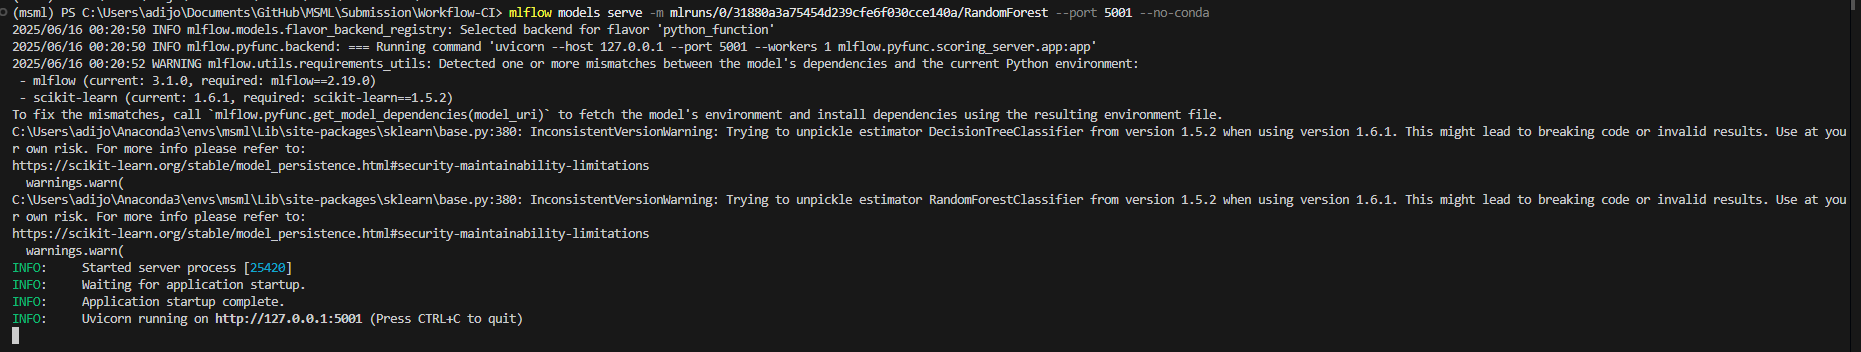 (msml) PS C:\Users\adijo\Documents\GitHub\MSML\Submission\Workflow-CI> mlflow models serve -m mlruns/0/31880a3a75454d239cfe6f030cce140a/RandomForest --port 5001 --no-conda
2025/06/16 00:20:50 INFO mlflow.models.flavor_backend_registry: Selected backend for flavor 'python_function'
2025/06/16 00:20:50 INFO mlflow.pyfunc.backend: === Running command 'uvicorn --host 127.0.0.1 --port 5001 --workers 1 mlflow.pyfunc.scoring_server.app:app'
2025/06/16 00:20:52 WARNING mlflow.utils.requirements_utils: Detected one or more mismatches between the model's dependencies and the current Python environment:
 - mlflow (current: 3.1.0, required: mlflow==2.19.0)
 - scikit-learn (current: 1.6.1, required: scikit-learn==1.5.2)
To fix the mismatches, call `mlflow.pyfunc.get_model_dependencies(model_uri)` to fetch the model's environment and install dependencies using the resulting environment file.
C:\Users\adijo\Anaconda3\envs\msml\Lib\site-packages\sklearn\base.py:380: InconsistentVersionWarning: Trying to unpickle estimator DecisionTreeClassifier from version 1.5.2 when using version 1.6.1. This might lead to breaking code or invalid results. Use at you
r own risk. For more info please refer to:
https://scikit-learn.org/stable/model_persistence.html#security-maintainability-limitations
  warnings.warn(
C:\Users\adijo\Anaconda3\envs\msml\Lib\site-packages\sklearn\base.py:380: InconsistentVersionWarning: Trying to unpickle estimator RandomForestClassifier from version 1.5.2 when using version 1.6.1. This might lead to breaking code or invalid results. Use at you
r own risk. For more info please refer to:
https://scikit-learn.org/stable/model_persistence.html#security-maintainability-limitations
  warnings.warn(
INFO:     Started server process [25420]
INFO:     Waiting for application startup.
INFO:     Application startup complete.
INFO:     Uvicorn running on http://127.0.0.1:5001 (Press CTRL+C to quit)